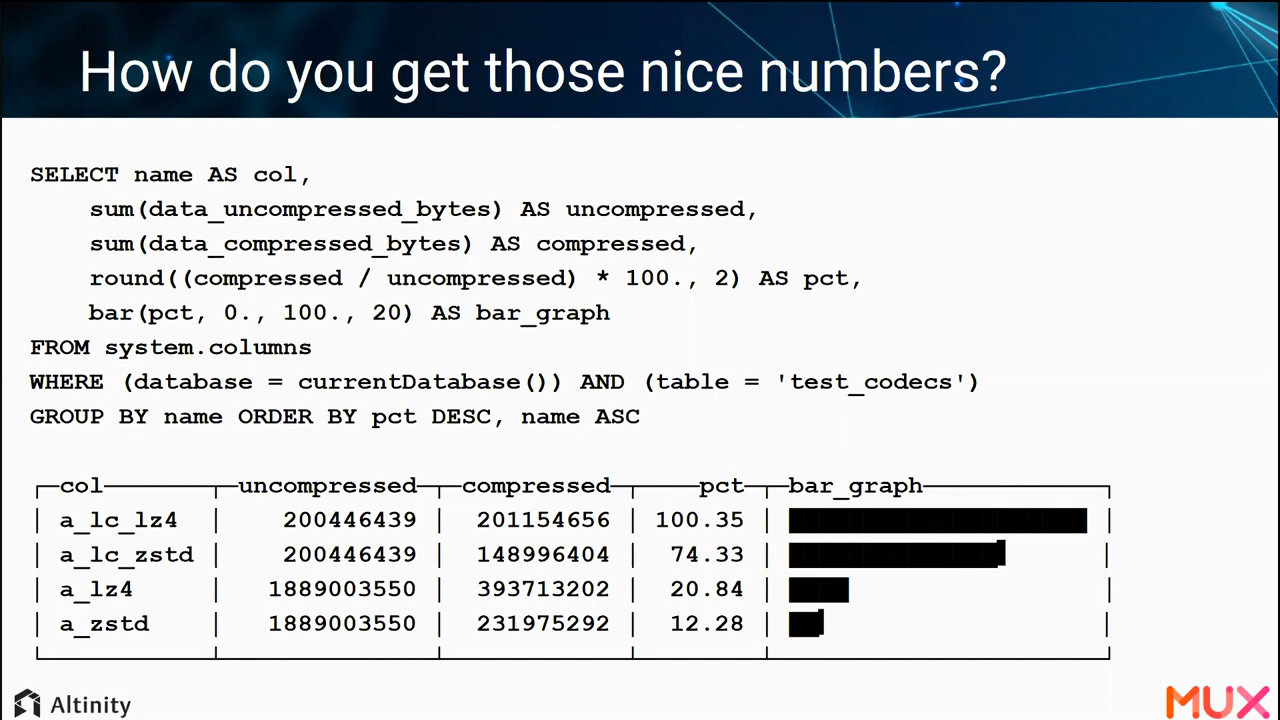 How do you get those nice numbers?
SELECT name AS col,
    sum(data_uncompressed_bytes) AS uncompressed,
    sum(data_compressed_bytes) AS compressed,
    round((compressed / uncompressed) * 100., 2) AS pct,
    bar(pct, 0., 100., 20) AS bar_graph
FROM system.columns
WHERE (database = currentDatabase()) AND (table = 'test_codecs')
GROUP BY name ORDER BY pct DESC, name ASC
┌─col───────┬─uncompressed─┬─compressed─┬────pct─┬─bar_graph────────────┐
│ a_lc_lz4  │    200446439 │  201154656 │ 100.35 │ ████████████████████ │
│ a_lc_zstd │    200446439 │  148996404 │  74.33 │ ██████████████▋      │
│ a_lz4     │   1889003550 │  393713202 │  20.84 │ ████                 │
│ a_zstd    │   1889003550 │  231975292 │  12.28 │ ██▍                  │
└───────────┴──────────────┴────────────┴────────┴──────────────────────┘
Altinity
MUX